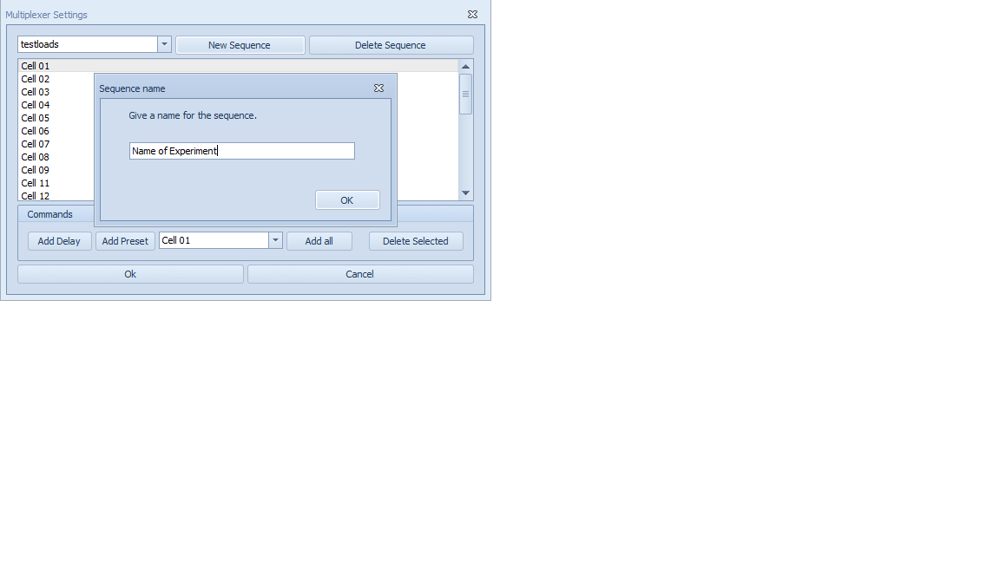 Multiplexer Settings
testloads
New Sequence
Delete Sequence
Cell 01
Cell 02
Cell 03
Cell 04
Cell 05
Cell 06
Cell 07
Cell 08
Cell 09
Cell 11
Cell 12
Sequence name
Give a name for the sequence.
Name of Experiment
OK
Commands
Add Delay
Add Preset
Cell 01
Add all
Delete Selected
Ok
Cancel